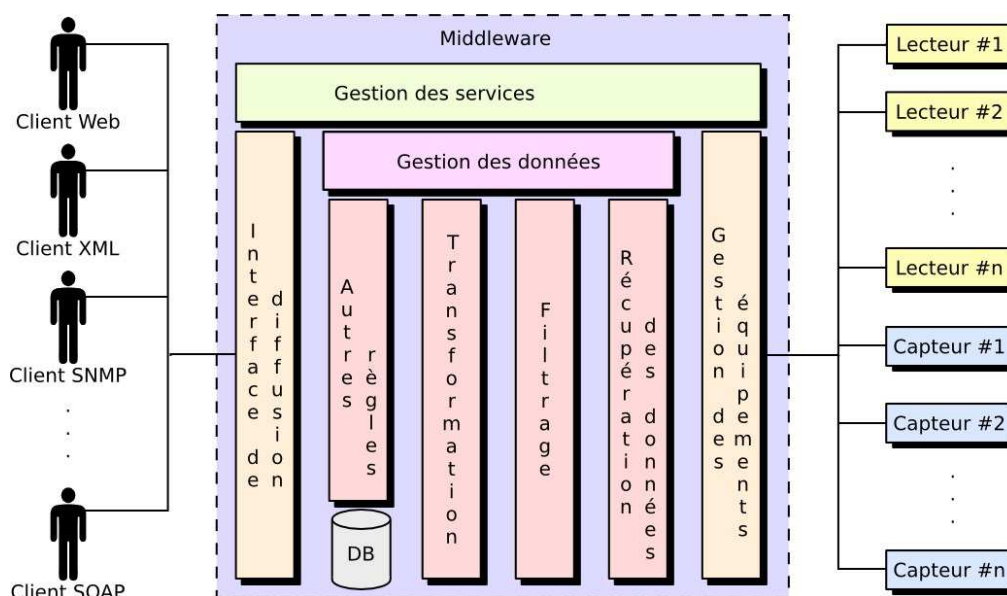 Middleware
Gestion des services
Gestion des données
Interface de
diffusion
Autres
règles
DB
Transformation
Filtrage
Récupération
des données
Gestion des
équipements
Client Web
Client XML
Client SNMP
Client SOAP
Lecteur #1
Lecteur #2
Lecteur #n
Capteur #1
Capteur #2
Capteur #n